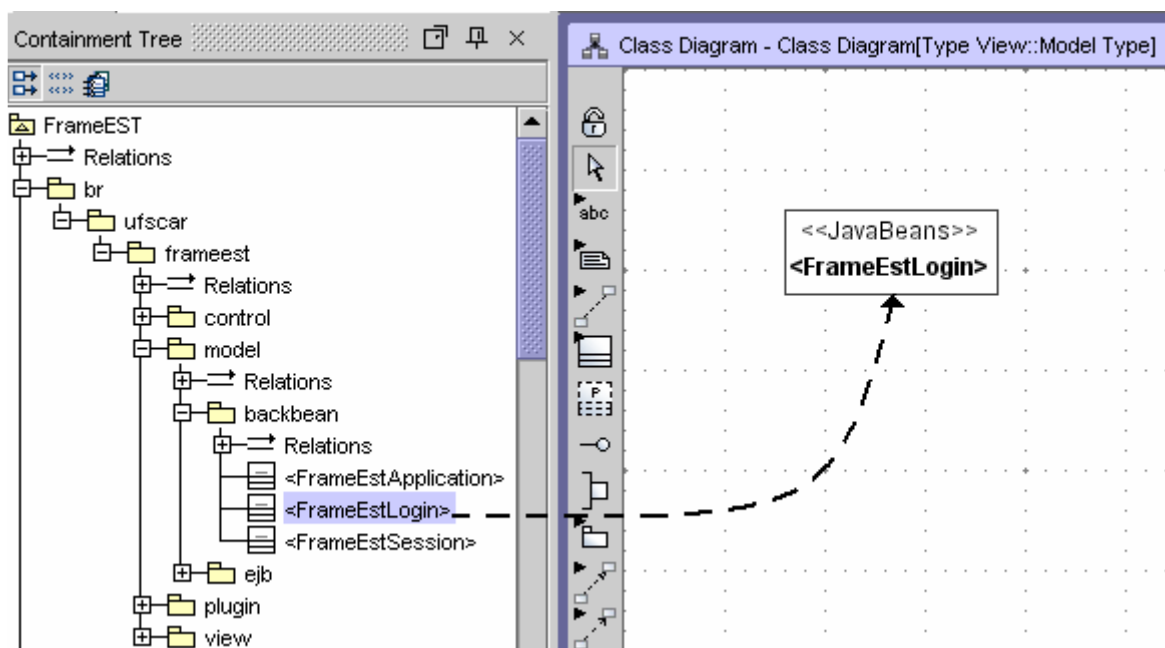 Containment Tree
FrameEST
Relations
br
ufscar
frameest
Relations
control
model
Relations
backbean
Relations
<FrameEstApplication>
<FrameEstLogin>
<FrameEstSession>
ejb
plugin
view
Class Diagram - Class Diagram[Type View::Model Type]
abc
P
<<JavaBeans>>
<FrameEstLogin>